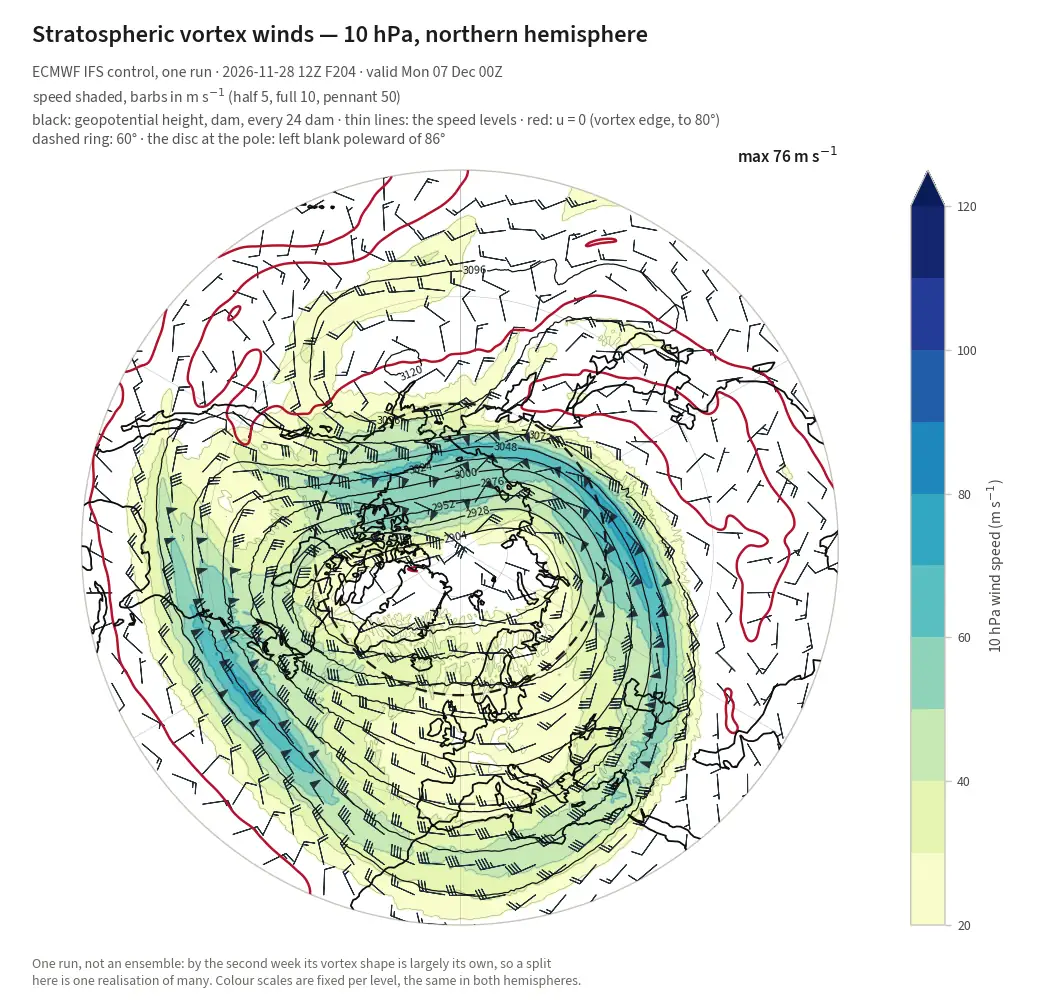 Stratospheric vortex winds — 10 hPa, northern hemisphere
ECMWF IFS control, one run · 2026-11-28 12Z F204 · valid Mon 07 Dec 00Z
speed shaded, barbs in m s⁻¹ (half 5, full 10, pennant 50)
black: geopotential height, dam, every 24 dam · thin lines: the speed levels · red: u = 0 (vortex edge, to 80°)
dashed ring: 60° · the disc at the pole: left blank poleward of 86°
max 76 m s⁻¹
120
100
80
60
40
20
10 hPa wind speed (m s⁻¹)
3096
3120
3048
3000
2976
2952
2928
2904
One run, not an ensemble: by the second week its vortex shape is largely its own, so a split
here is one realisation of many. Colour scales are fixed per level, the same in both hemispheres.